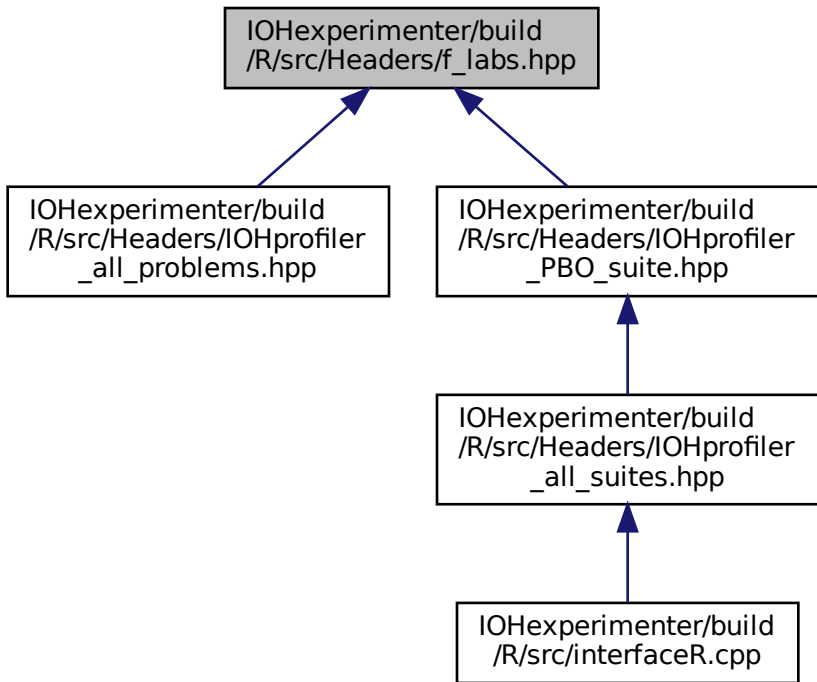 IOHexperimenter/build
/R/src/Headers/f_labs.hpp
IOHexperimenter/build
/R/src/Headers/IOHprofiler
_all_problems.hpp
IOHexperimenter/build
/R/src/Headers/IOHprofiler
_PBO_suite.hpp
IOHexperimenter/build
/R/src/Headers/IOHprofiler
_all_suites.hpp
IOHexperimenter/build
/R/src/interfaceR.cpp